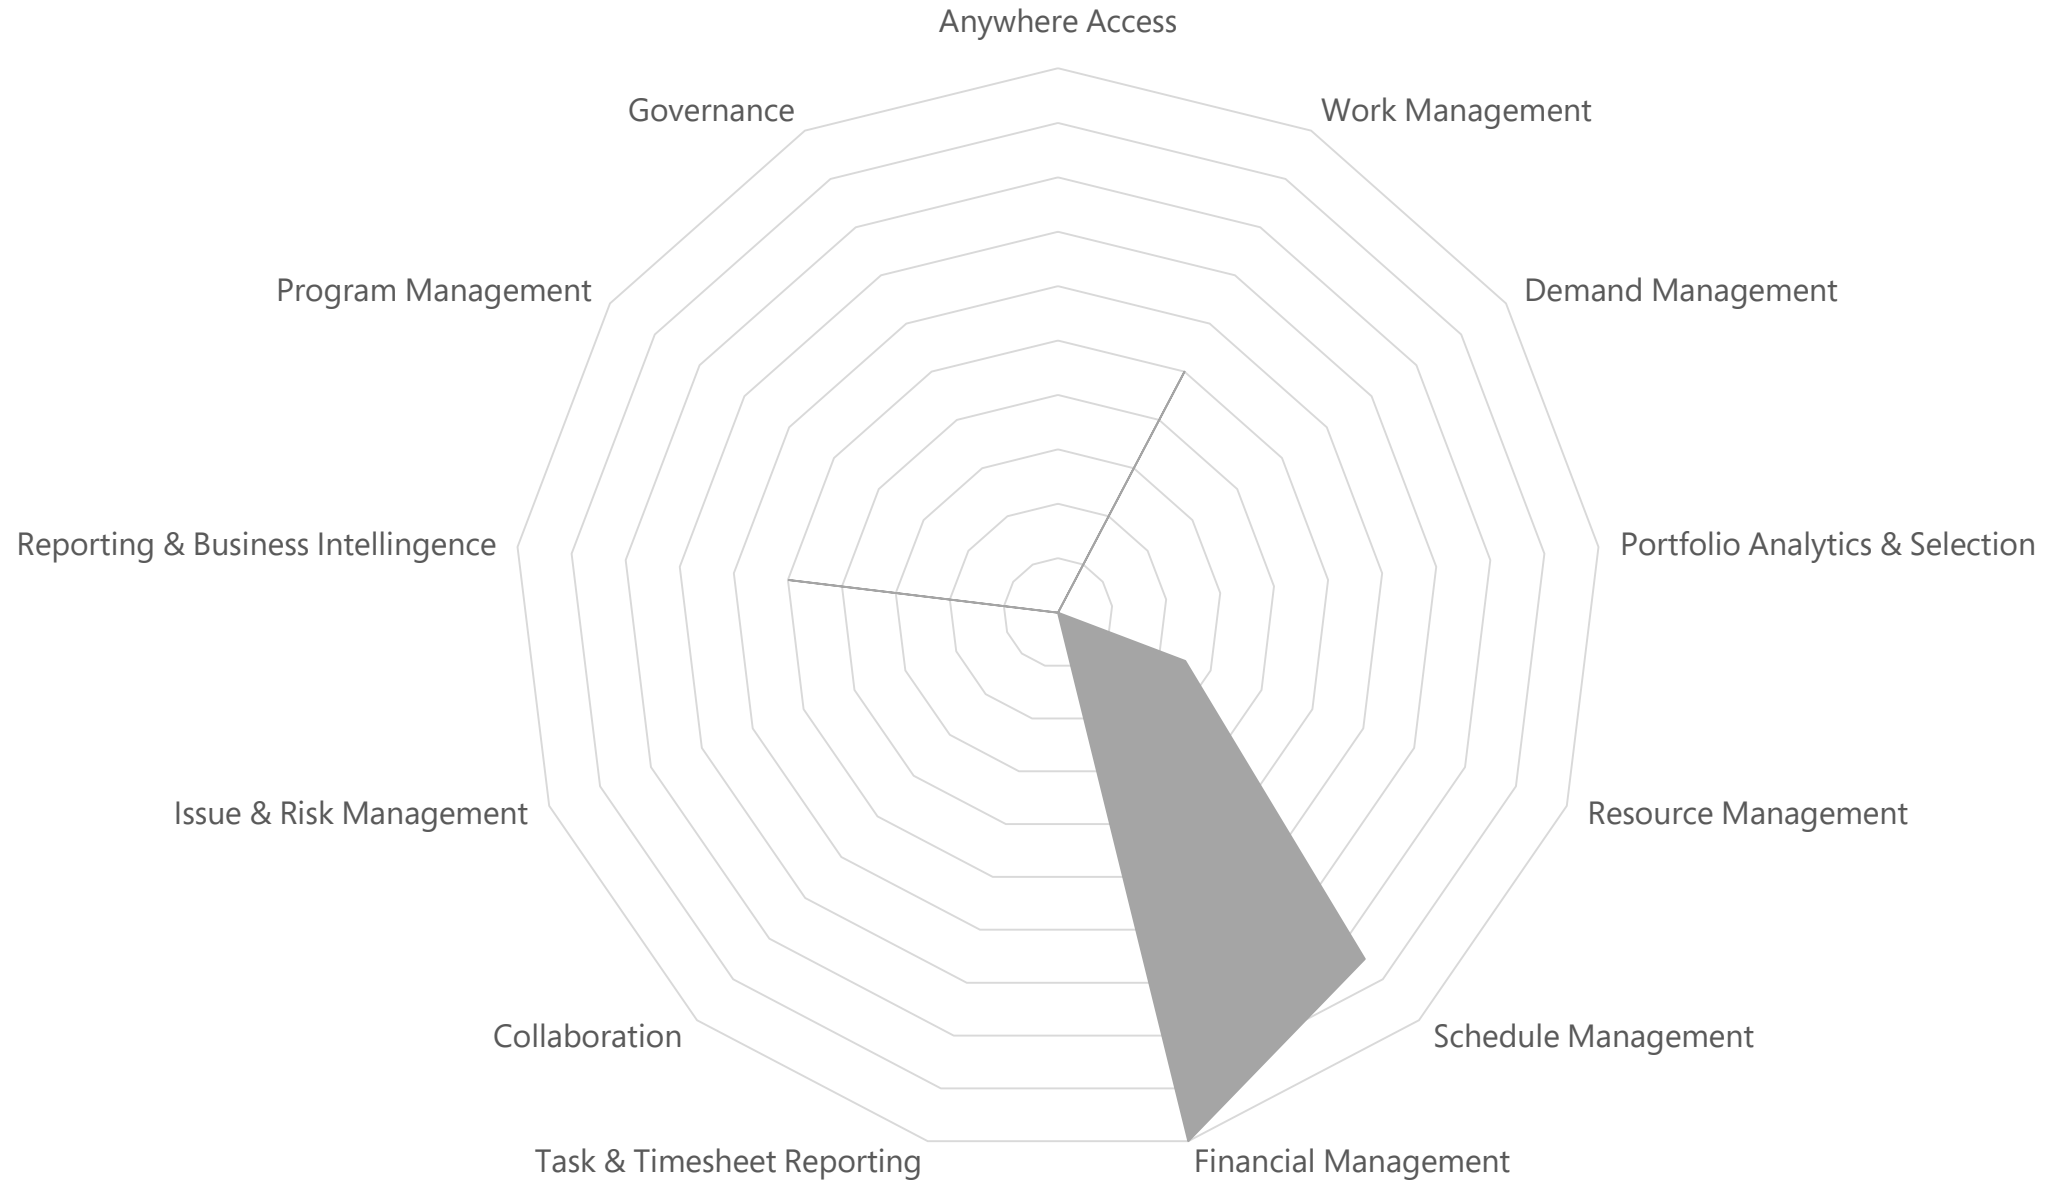 Anywhere Access
Governance
Work Management
Program Management
Demand Management
Reporting & Business Intellingence
Portfolio Analytics & Selection
Issue & Risk Management
Resource Management
Collaboration
Schedule Management
Task & Timesheet Reporting
Financial Management